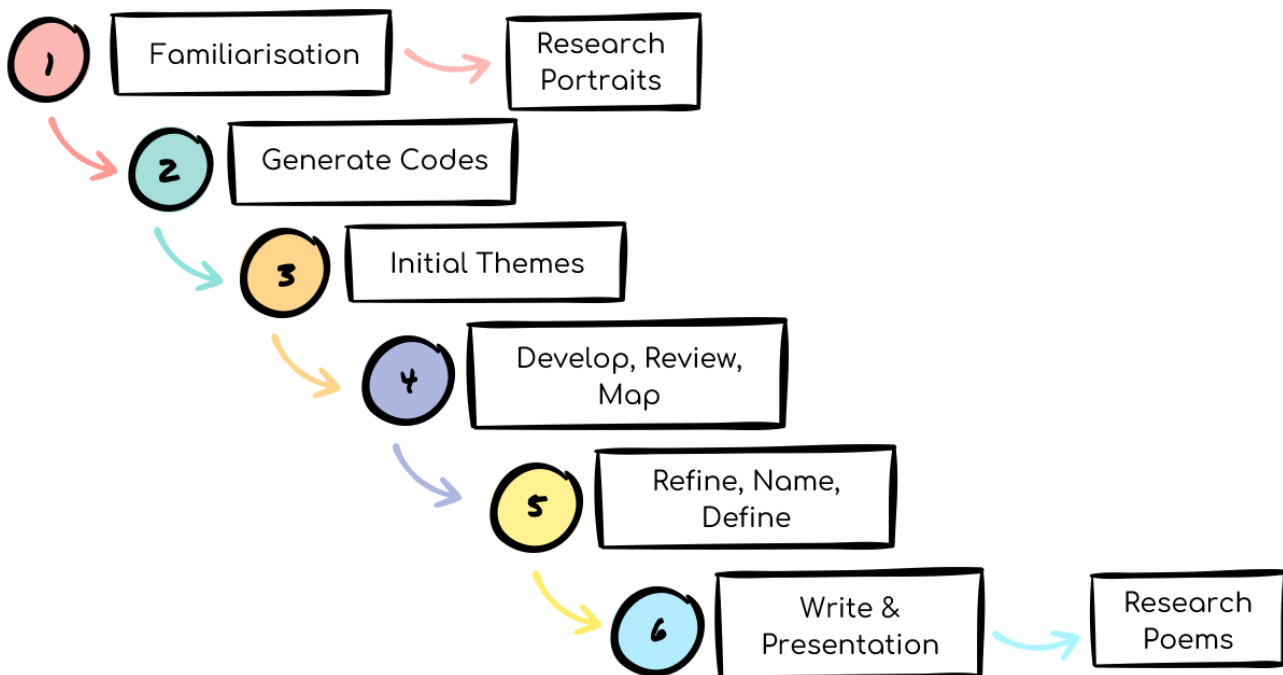 1
Familiarisation
Research
Portraits
2
Generate Codes
3
Initial Themes
4
Develop, Review,
Map
5
Refine, Name,
Define
6
Write &
Presentation
Research
Poems